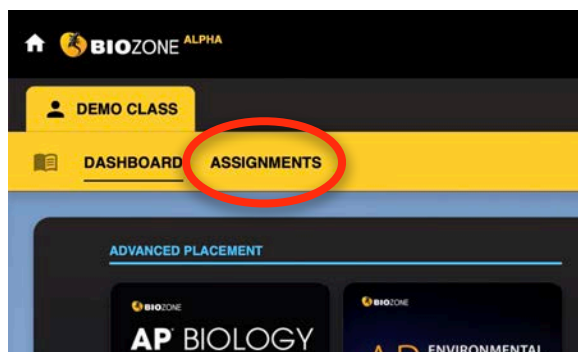 BIOZONE ALPHA
DEMO CLASS
DASHBOARD ASSIGNMENTS
ADVANCED PLACEMENT
BIOZONE
AP BIOLOGY
BIOZONE
ENVIRONMENTAL